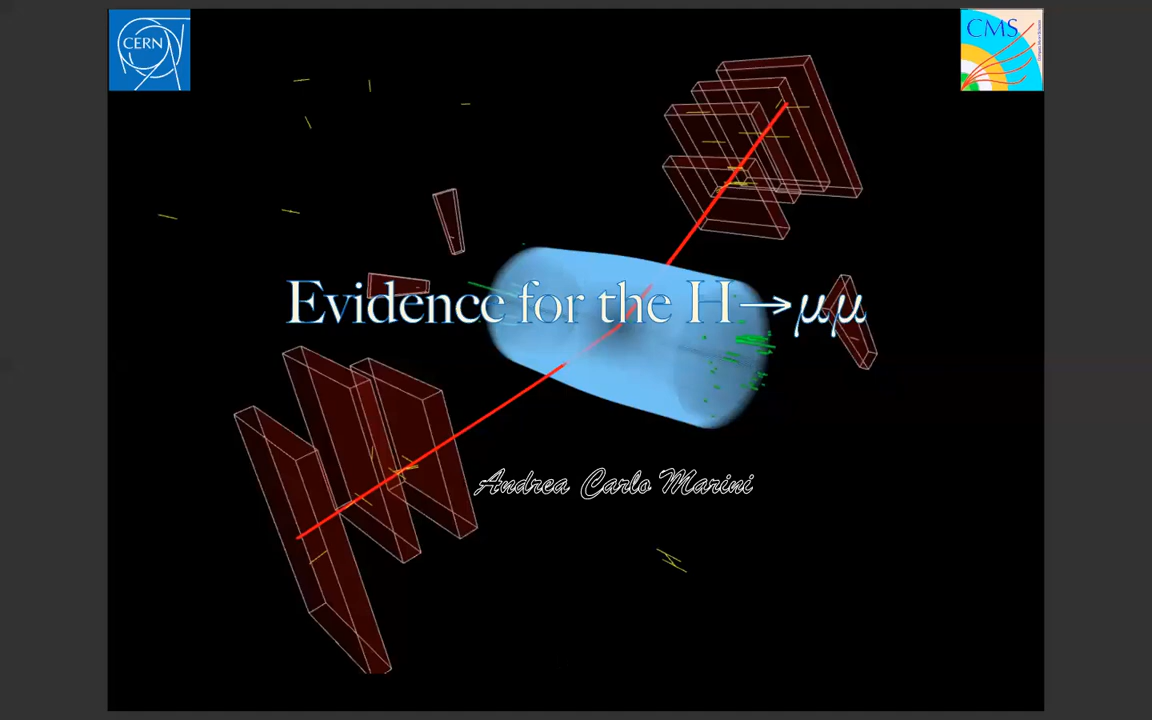 CERN
CMS
Evidence for the H→μμ
Andrea Carlo Marini